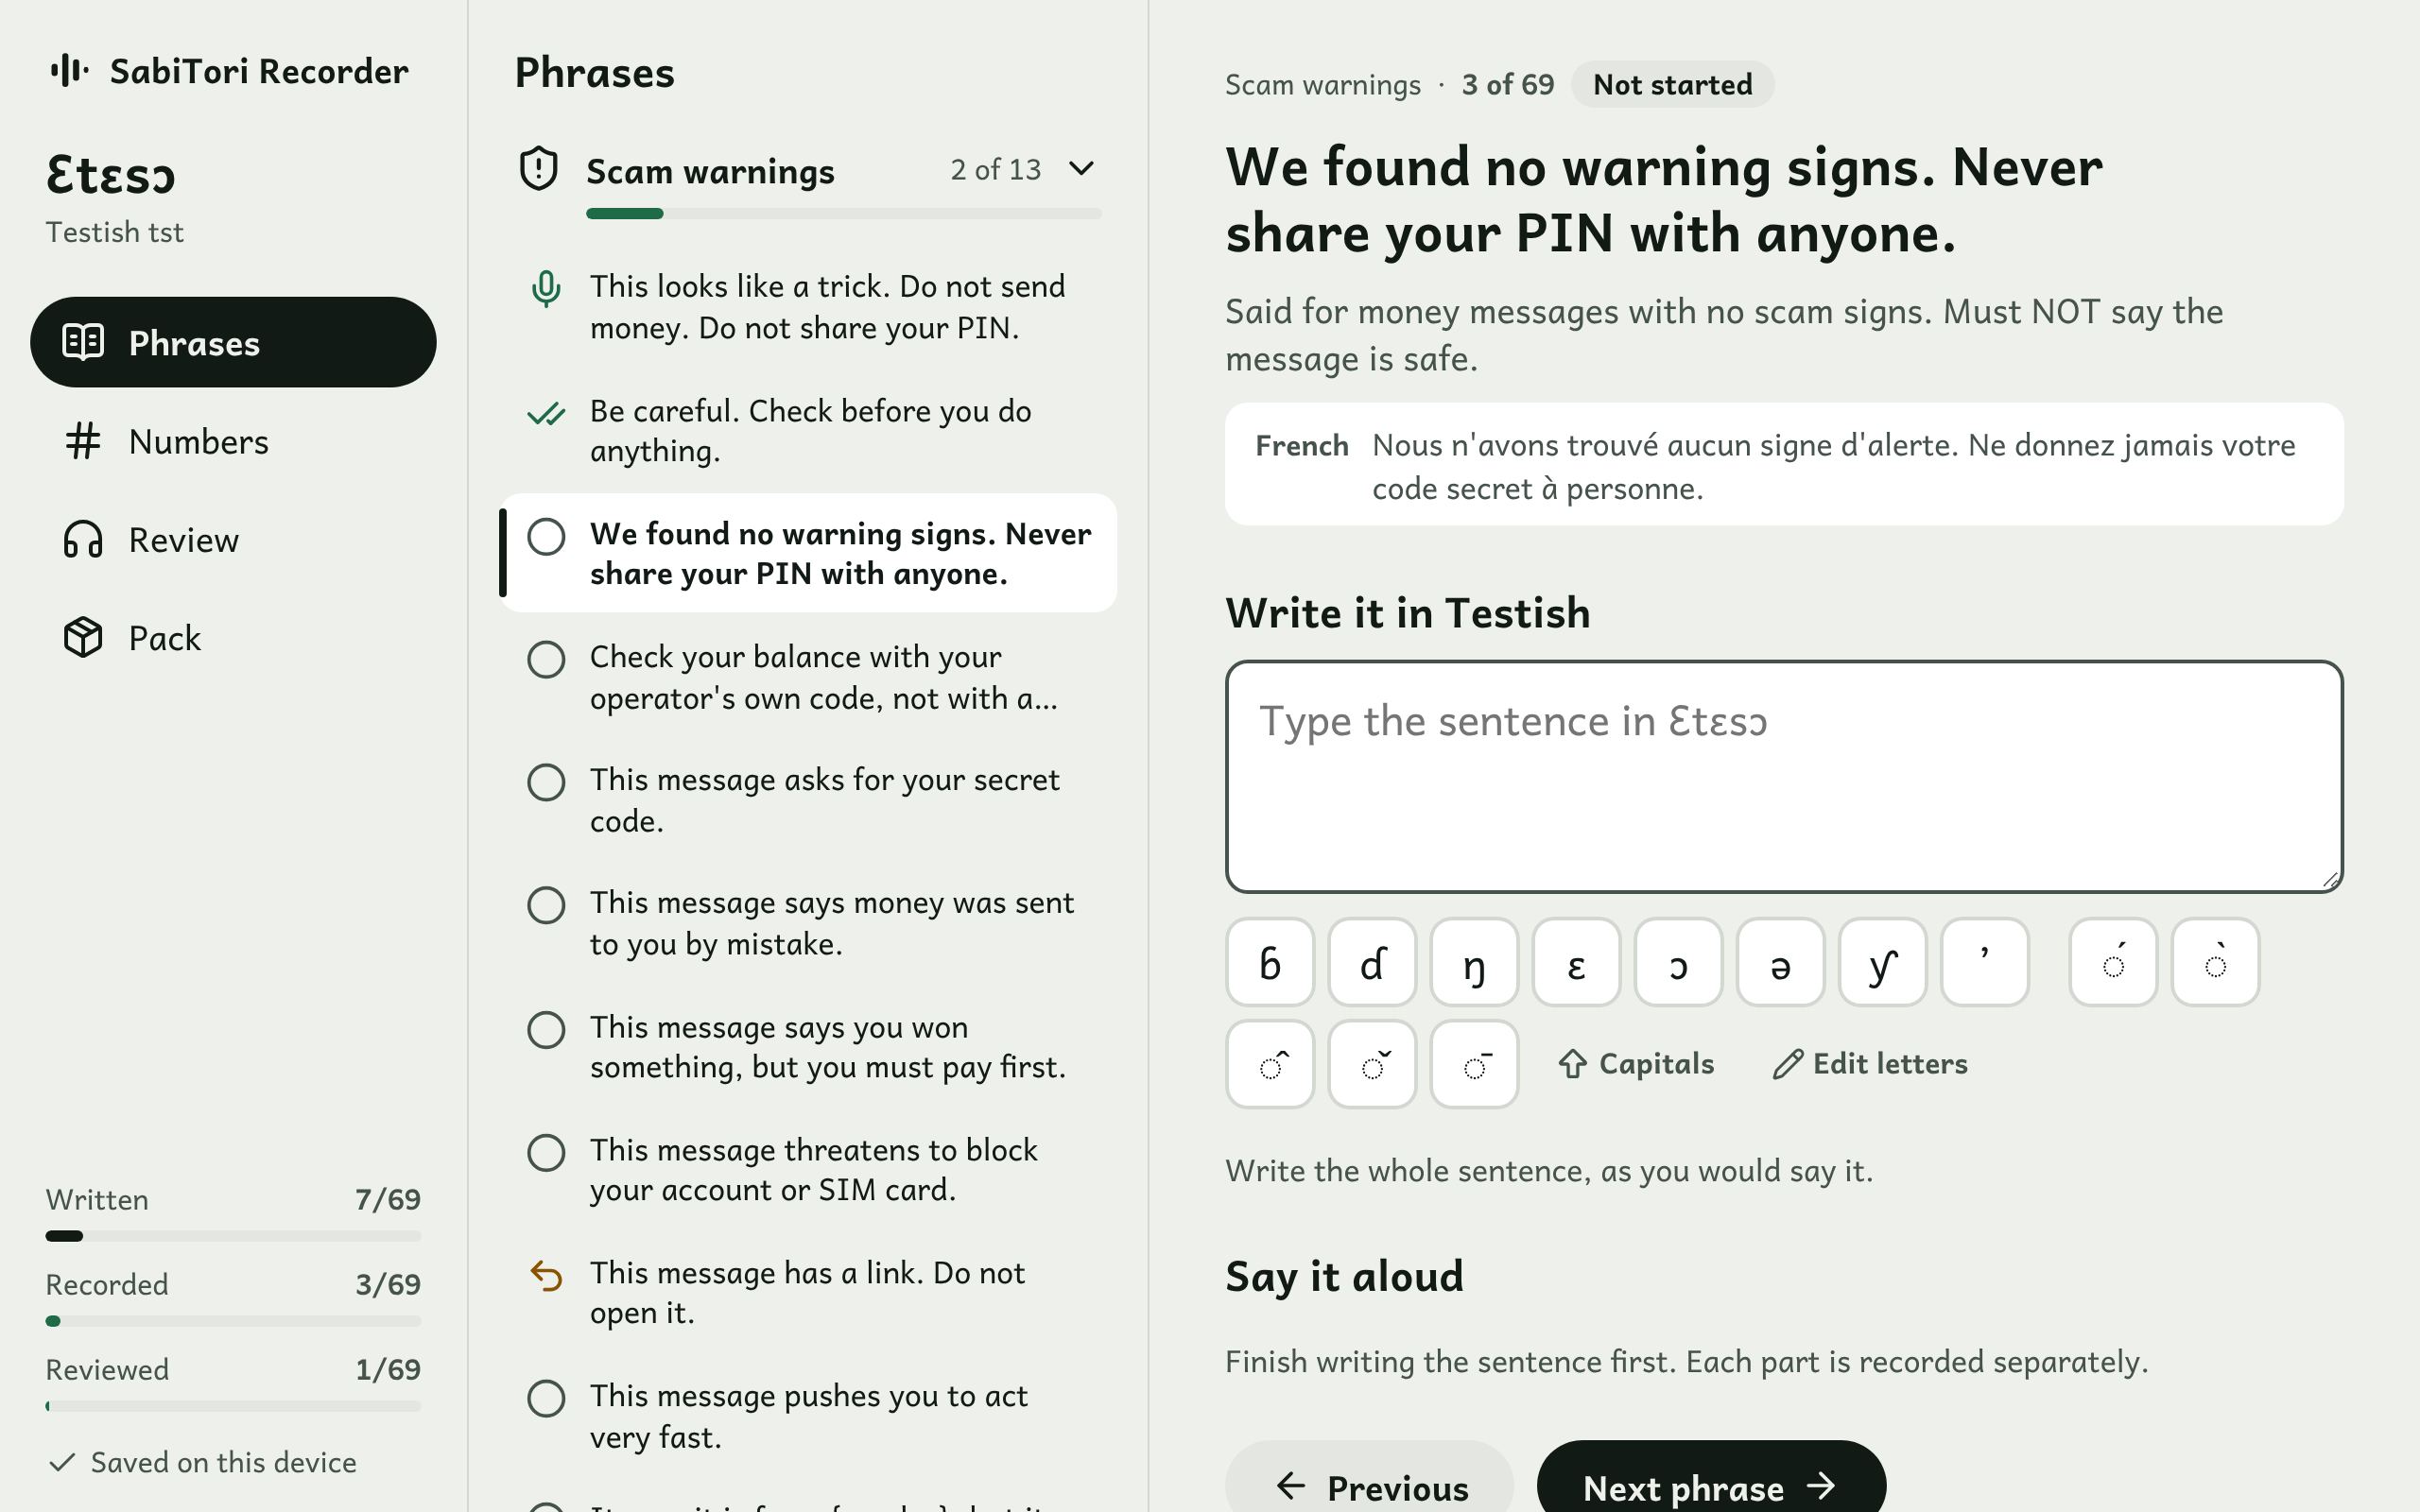 SabiTori Recorder
Ɛtɛsɔ
Testish tst
Phrases
Numbers
Review
Pack
Written 7/69
Recorded 3/69
Reviewed 1/69
Saved on this device
Phrases
Scam warnings 2 of 13
This looks like a trick. Do not send
money. Do not share your PIN.
Be careful. Check before you do
anything.
We found no warning signs. Never
share your PIN with anyone.
Check your balance with your
operator's own code, not with a...
This message asks for your secret
code.
This message says money was sent
to you by mistake.
This message says you won
something, but you must pay first.
This message threatens to block
your account or SIM card.
This message has a link. Do not
open it.
This message pushes you to act
very fast.
Scam warnings · 3 of 69 Not started
We found no warning signs. Never
share your PIN with anyone.
Said for money messages with no scam signs. Must NOT say the
message is safe.
French Nous n'avons trouvé aucun signe d'alerte. Ne donnez jamais votre
code secret à personne.
Write it in Testish
Type the sentence in Ɛtɛsɔ
ɓ ɗ ŋ ɛ ɔ ə ƴ ʼ ◌́ ◌̀
◌̂ ◌̌ ◌̄ Capitals Edit letters
Write the whole sentence, as you would say it.
Say it aloud
Finish writing the sentence first. Each part is recorded separately.
Previous Next phrase